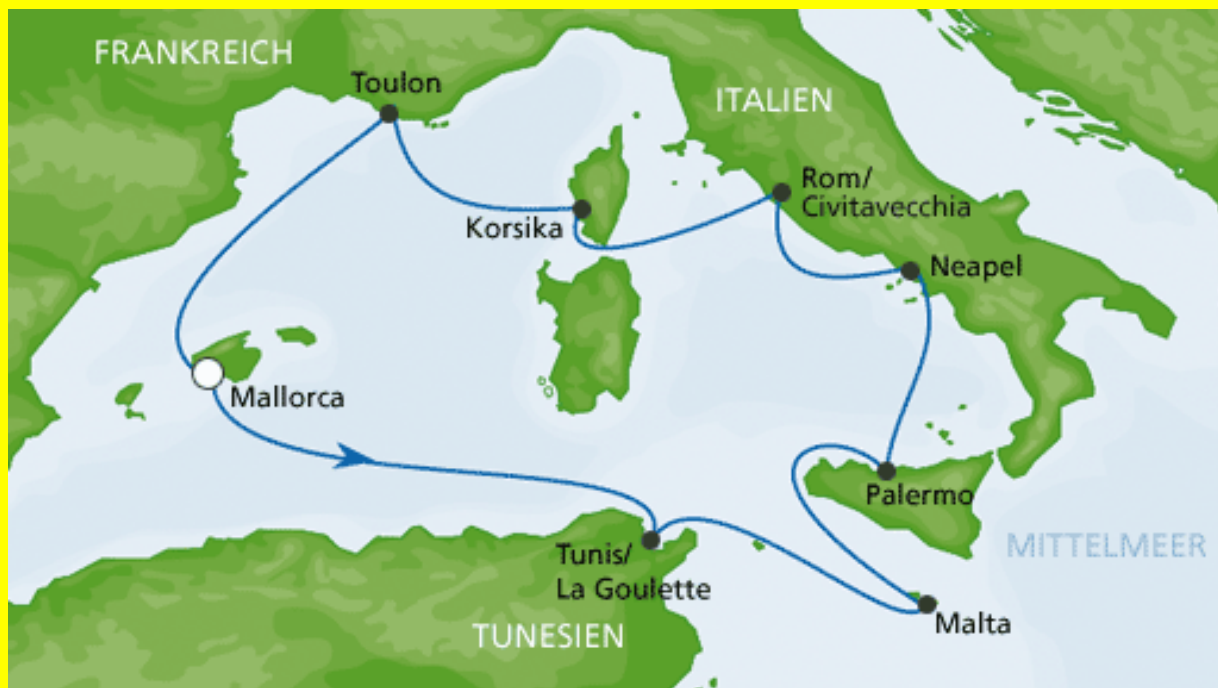 FRANKREICH
Toulon
ITALIEN
Rom/
Civitavecchia
Korsika
Neapel
Mallorca
Palermo
Tunis/
La Goulette
MITTELMEER
Malta
TUNESIEN